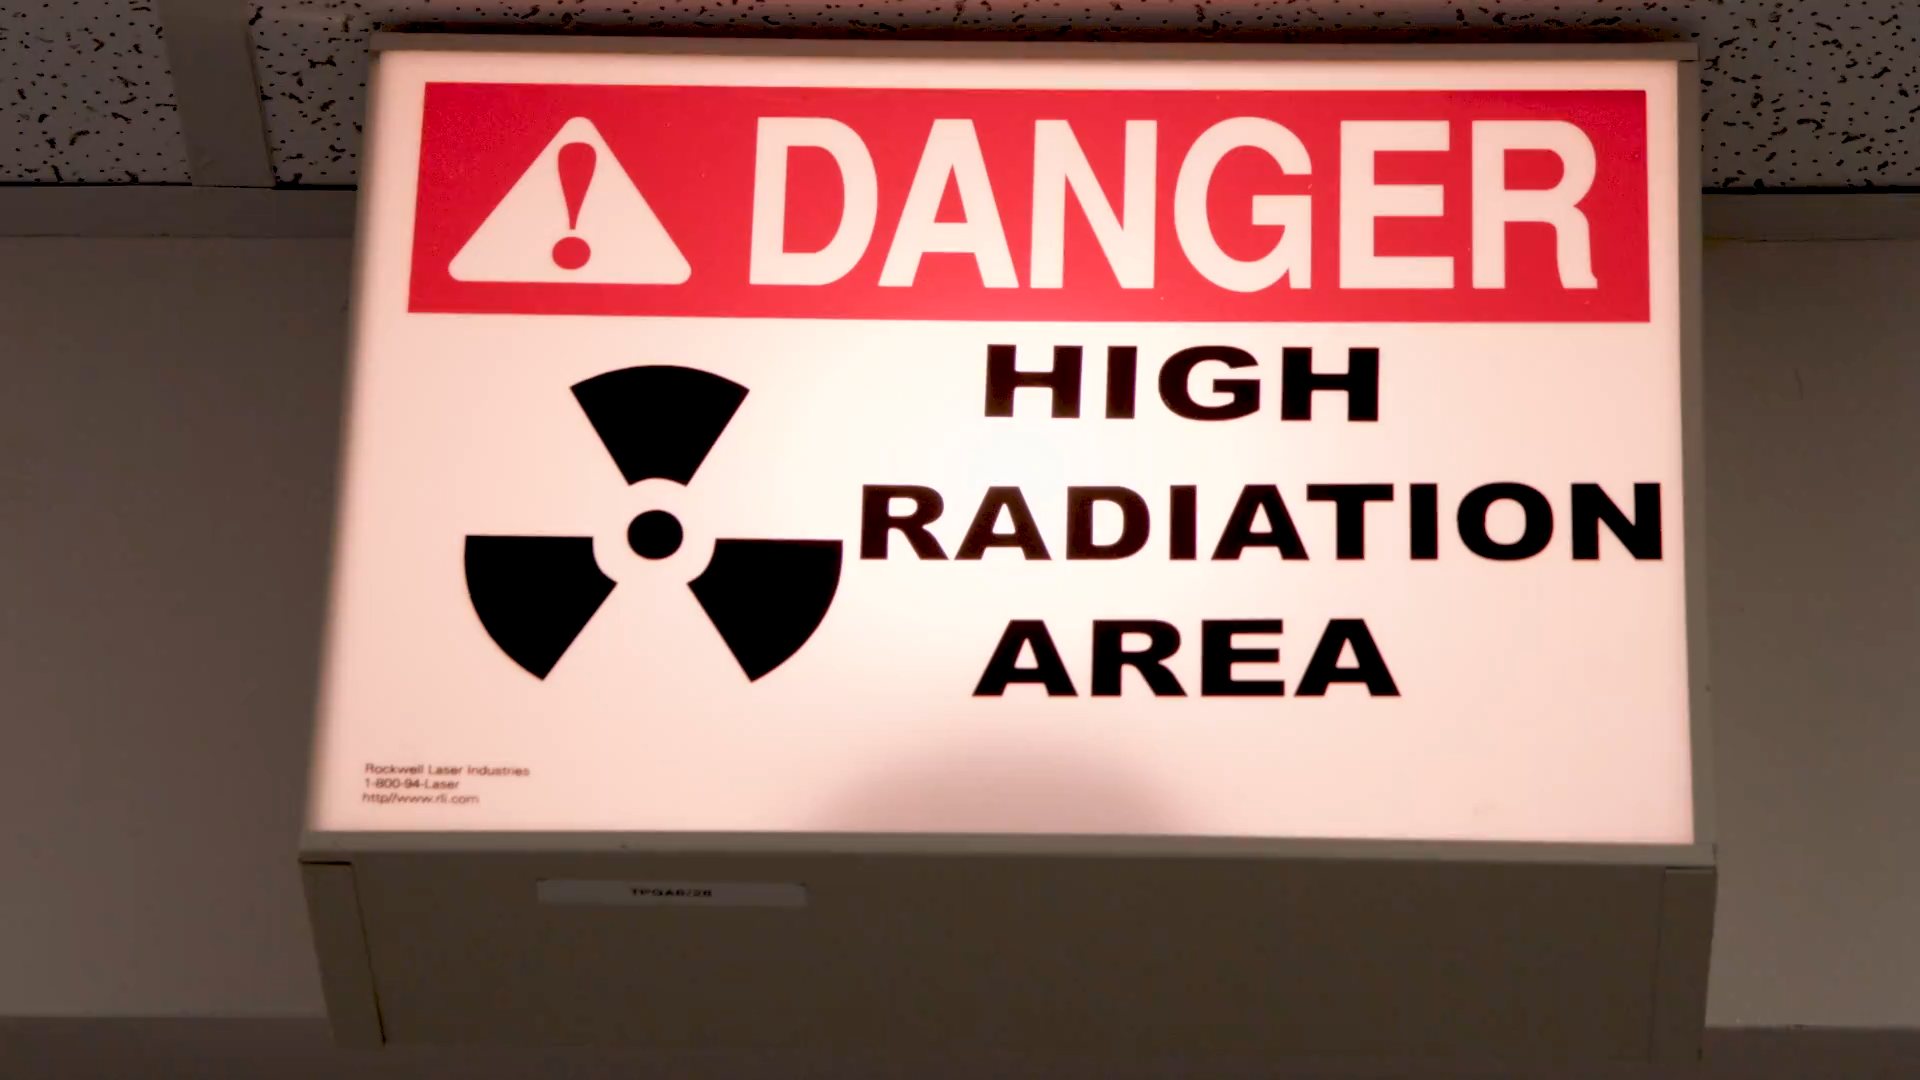 DANGER
HIGH
RADIATION
AREA
Rockwell Laser Industries
1-800-94-Laser
http//www.rli.com